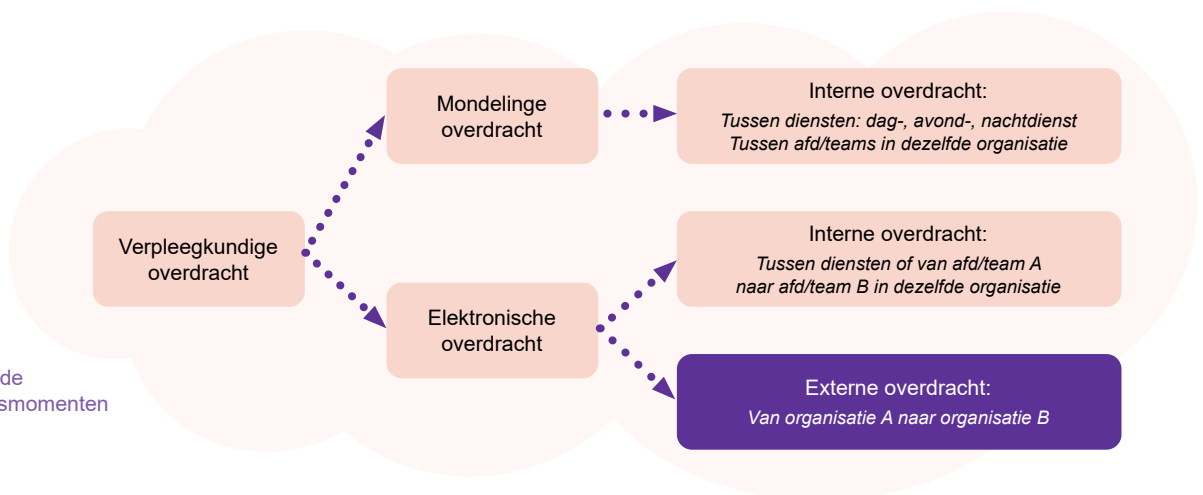 Mondelinge
overdracht
Interne overdracht:
Tussen diensten: dag-, avond-, nachtdienst
Tussen afd/teams in dezelfde organisatie
Verpleegkundige
overdracht
Interne overdracht:
Tussen diensten of van afd/team A
naar afd/team B in dezelfde organisatie
Elektronische
overdracht
Externe overdracht:
Van organisatie A naar organisatie B
de
smomenten